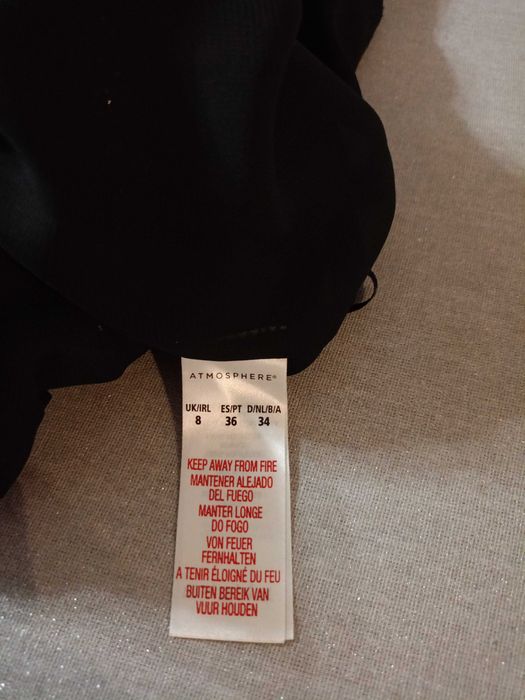 ATMOSPHERE®
UK/IRL ES/PT D/NL/B/A
8 36 34
KEEP AWAY FROM FIRE
MANTENER ALEJADO
DEL FUEGO
MANTER LONGE
DO FOGO
VON FEUER
FERNHALTEN
A TENIR ÉLOIGNÉ DU FEU
BUITEN BEREIK VAN
VUUR HOUDEN